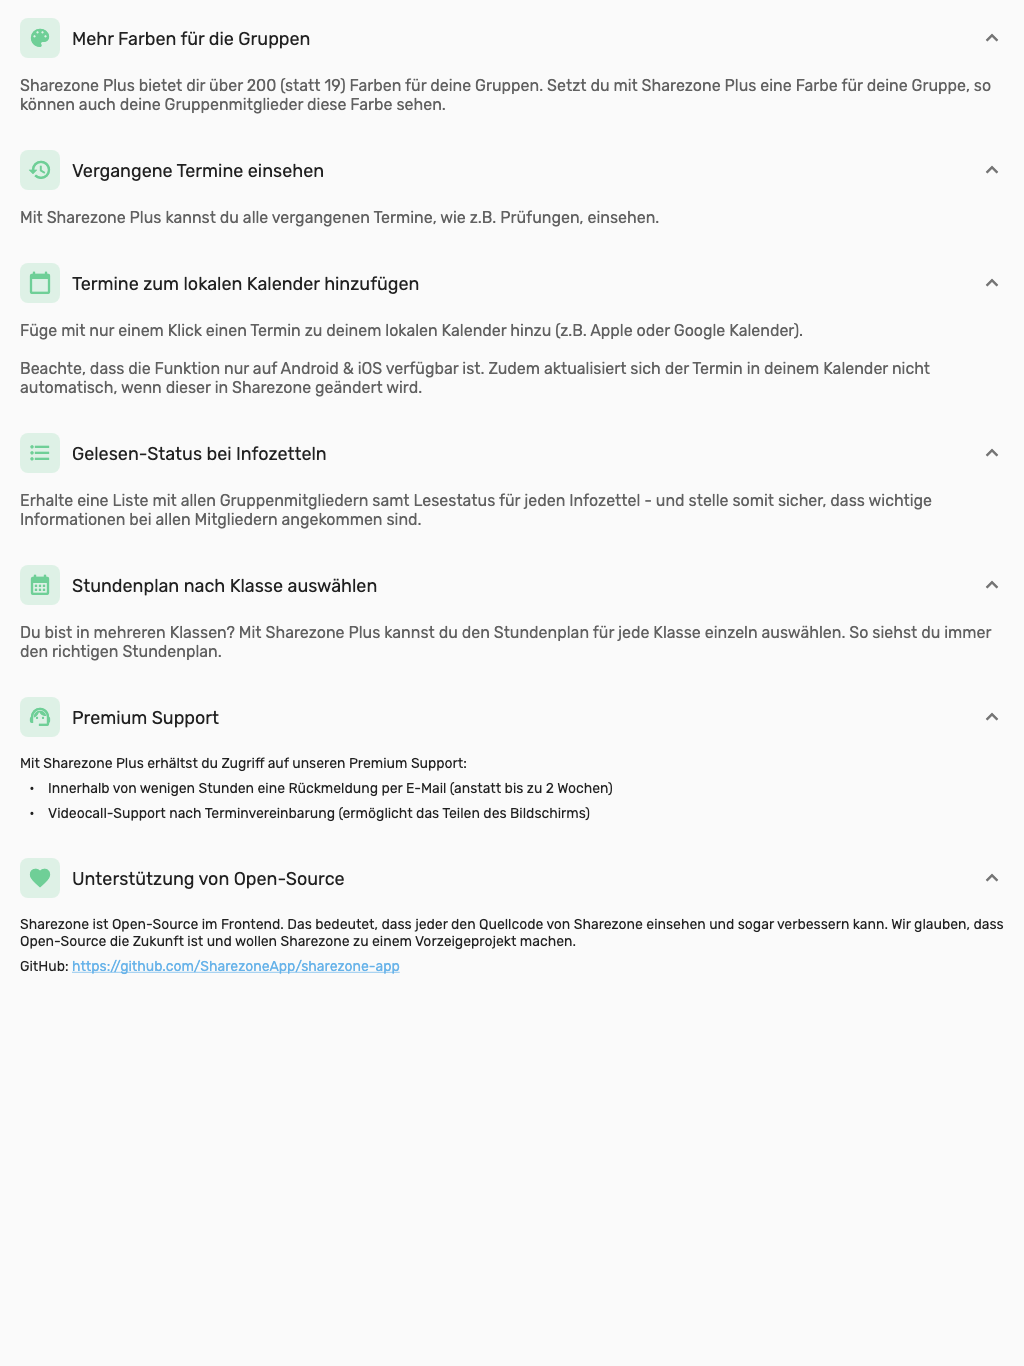 Mehr Farben für die Gruppen
Sharezone Plus bietet dir über 200 (statt 19) Farben für deine Gruppen. Setzt du mit Sharezone Plus eine Farbe für deine Gruppe, so
können auch deine Gruppenmitglieder diese Farbe sehen.
Vergangene Termine einsehen
Mit Sharezone Plus kannst du alle vergangenen Termine, wie z.B. Prüfungen, einsehen.
Termine zum lokalen Kalender hinzufügen
Füge mit nur einem Klick einen Termin zu deinem lokalen Kalender hinzu (z.B. Apple oder Google Kalender).
Beachte, dass die Funktion nur auf Android & iOS verfügbar ist. Zudem aktualisiert sich der Termin in deinem Kalender nicht
automatisch, wenn dieser in Sharezone geändert wird.
Gelesen-Status bei Infozetteln
Erhalte eine Liste mit allen Gruppenmitgliedern samt Lesestatus für jeden Infozettel - und stelle somit sicher, dass wichtige
Informationen bei allen Mitgliedern angekommen sind.
Stundenplan nach Klasse auswählen
Du bist in mehreren Klassen? Mit Sharezone Plus kannst du den Stundenplan für jede Klasse einzeln auswählen. So siehst du immer
den richtigen Stundenplan.
Premium Support
Mit Sharezone Plus erhältst du Zugriff auf unseren Premium Support:
• Innerhalb von wenigen Stunden eine Rückmeldung per E-Mail (anstatt bis zu 2 Wochen)
• Videocall-Support nach Terminvereinbarung (ermöglicht das Teilen des Bildschirms)
Unterstützung von Open-Source
Sharezone ist Open-Source im Frontend. Das bedeutet, dass jeder den Quellcode von Sharezone einsehen und sogar verbessern kann. Wir glauben, dass
Open-Source die Zukunft ist und wollen Sharezone zu einem Vorzeigeprojekt machen.
GitHub: https://github.com/SharezoneApp/sharezone-app